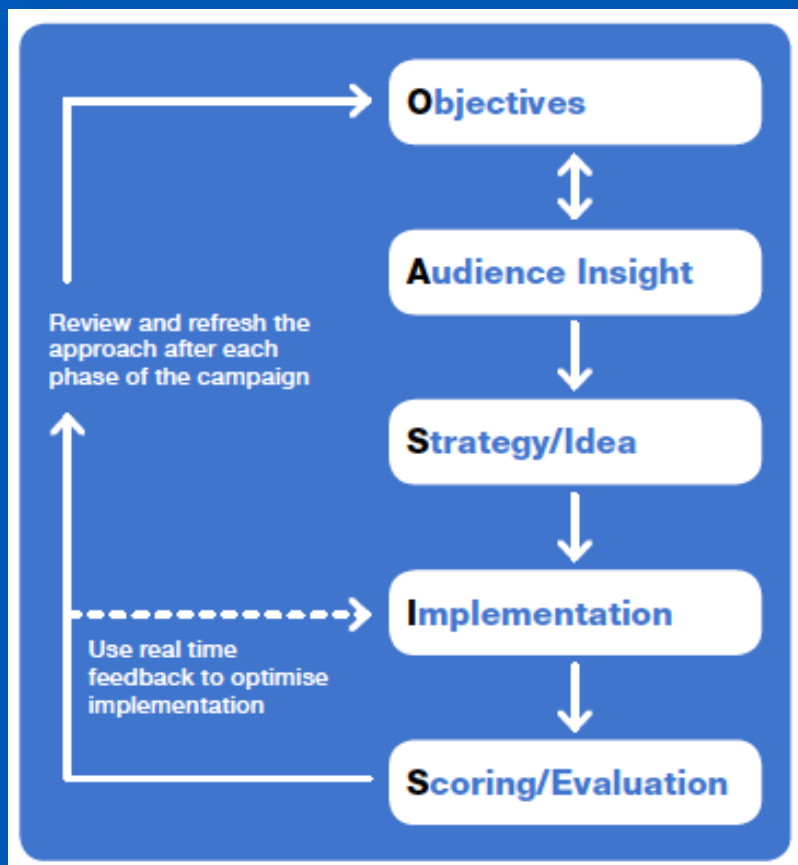 Objectives
Audience Insight
Review and refresh the
approach after each
phase of the campaign
Strategy/Idea
Implementation
Use real time
feedback to optimise
implementation
Scoring/Evaluation